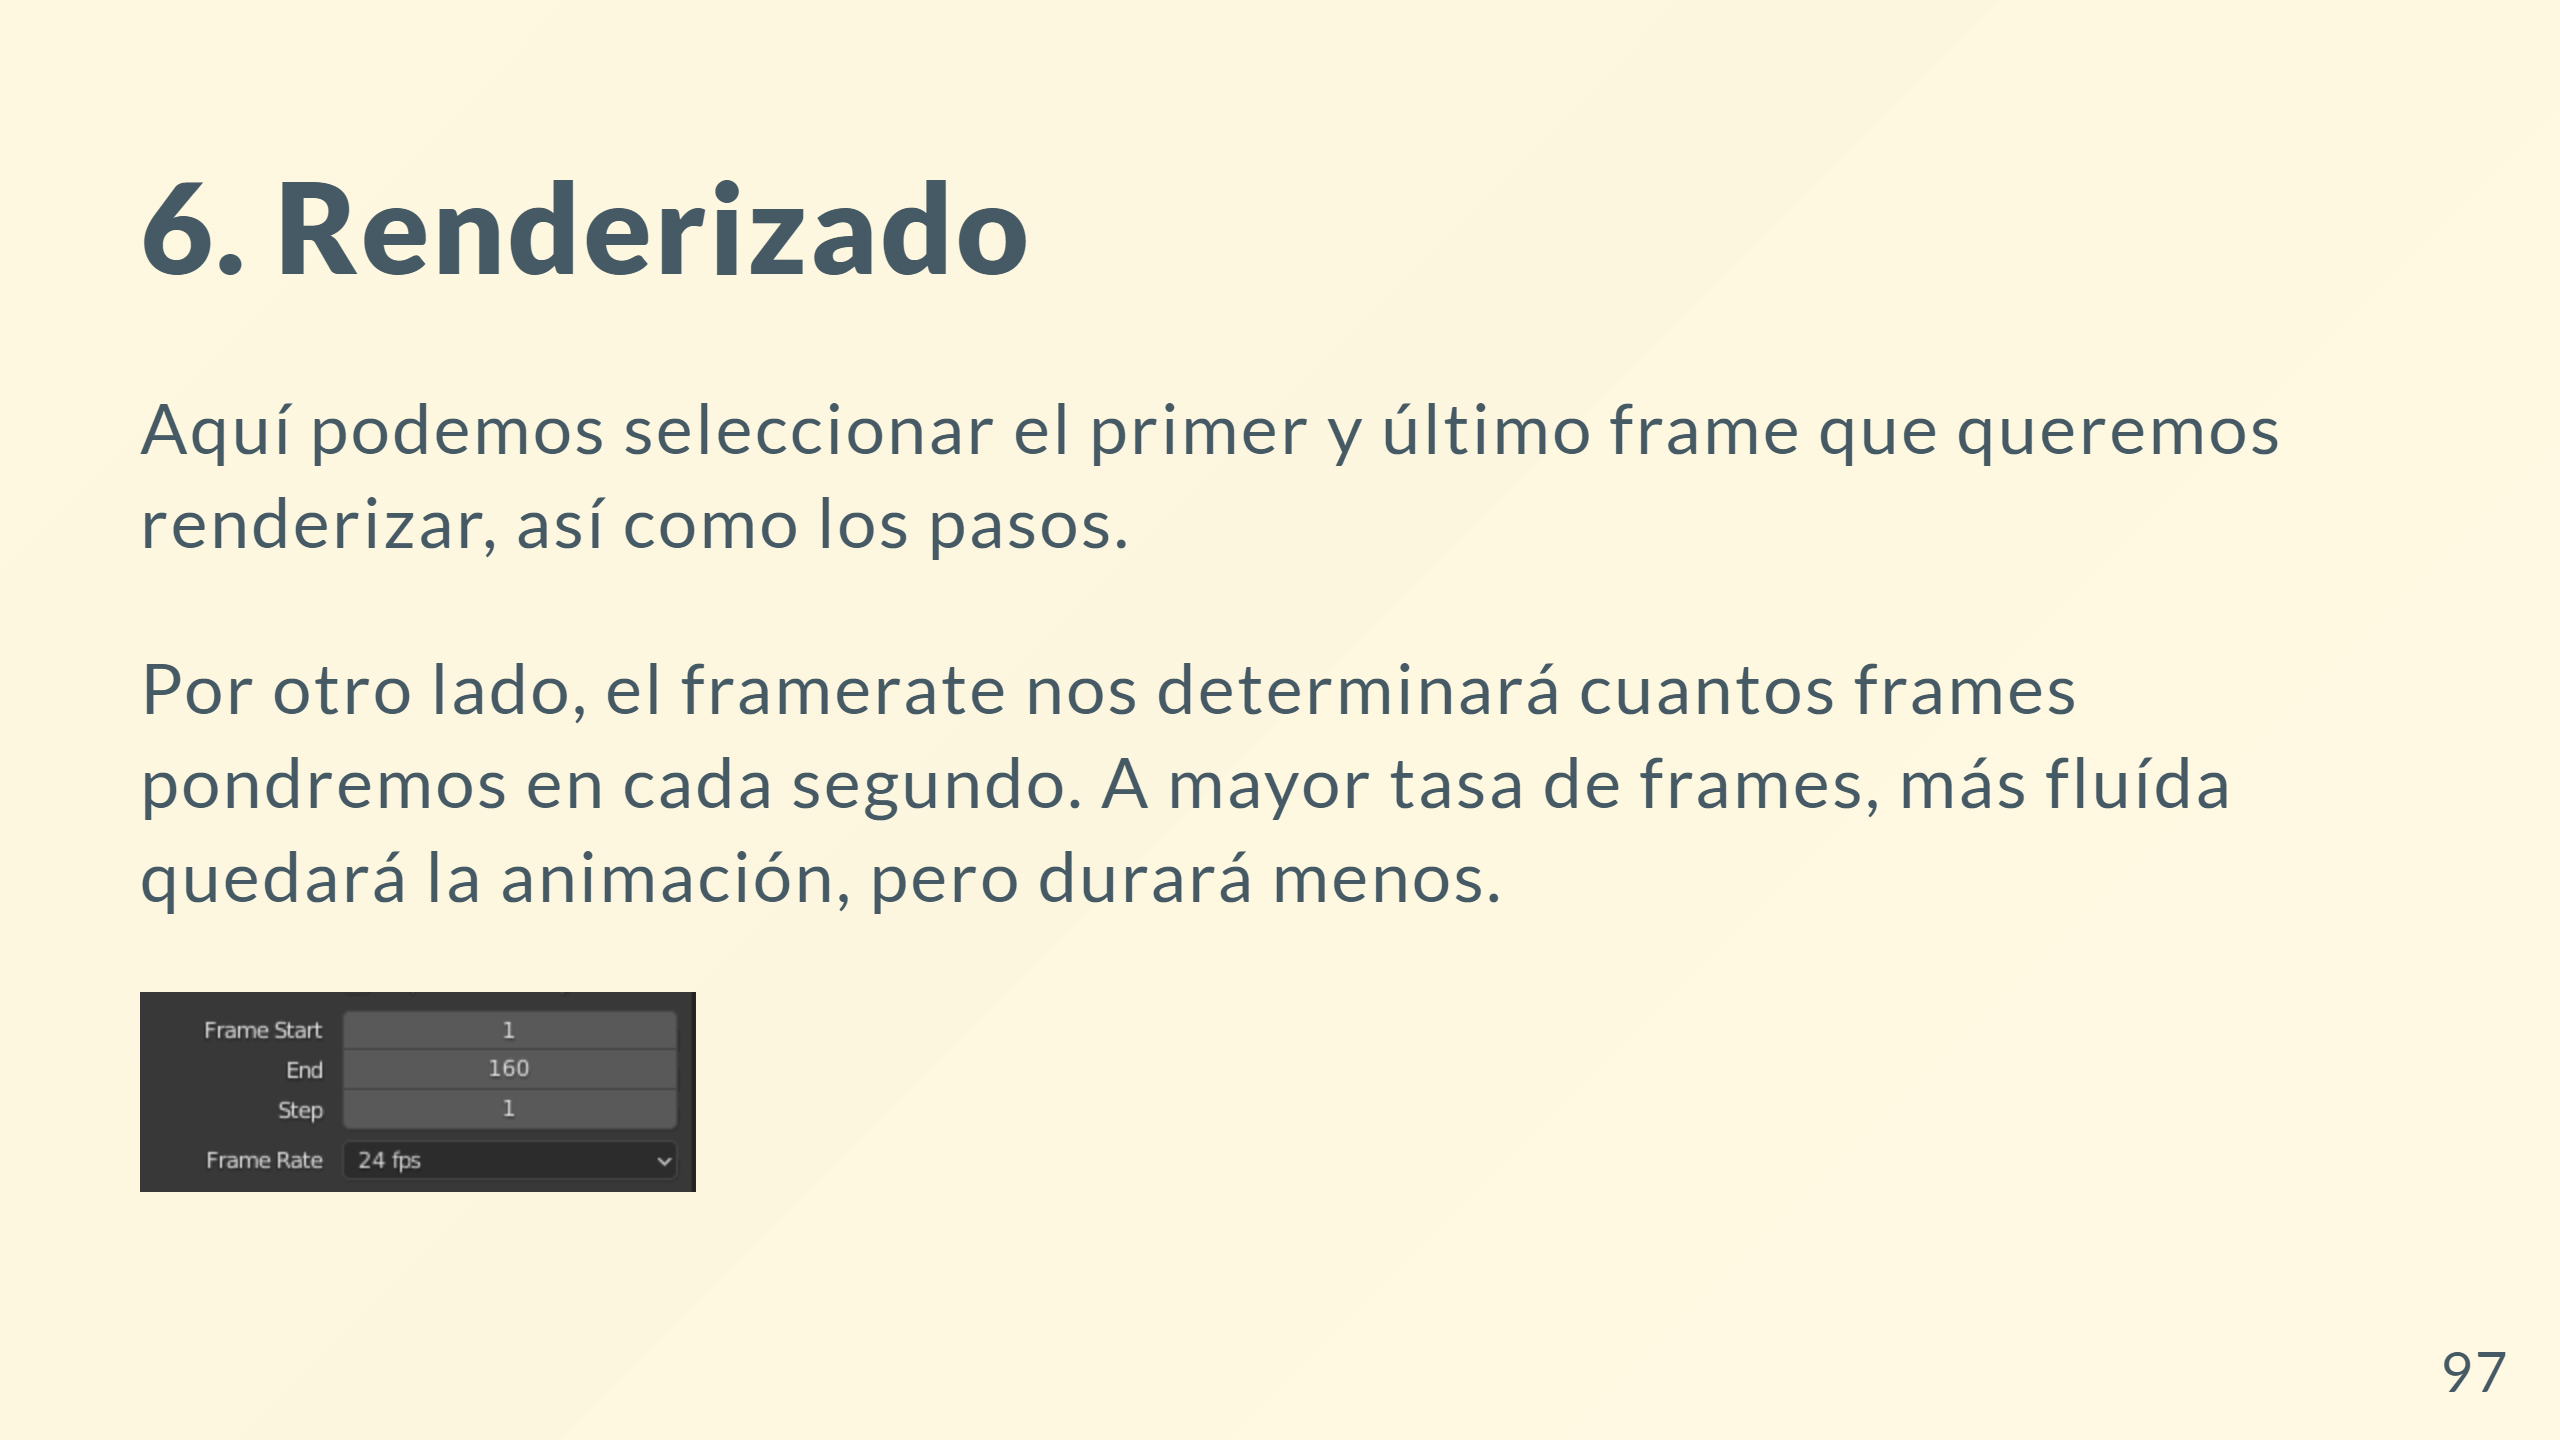 6. Renderizado
Aquí podemos seleccionar el primer y último frame que queremos
renderizar, así como los pasos.
Por otro lado, el framerate nos determinará cuantos frames
pondremos en cada segundo. A mayor tasa de frames, más fluída
quedará la animación, pero durará menos.
Frame Start 1
End 160
Step 1
Frame Rate 24 fps
97